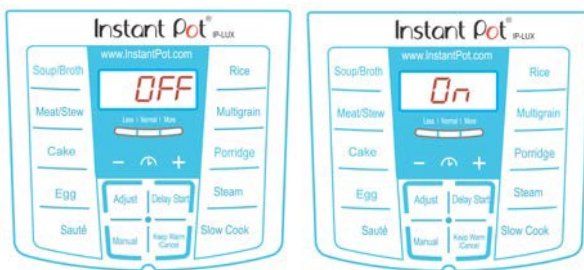 Instant Pot® IP-LUX
www.InstantPot.com
OFF
Less | Normal | More
Soup/Broth
Meat/Stew
Cake
Egg
Sauté
Rice
Multigrain
Porridge
Steam
Slow Cook
Adjust
Delay Start
Manual
Keep Warm
/Cancel
Instant Pot® IP-LUX
www.InstantPot.com
On
Less | Normal | More
Soup/Broth
Meat/Stew
Cake
Egg
Sauté
Rice
Multigrain
Porridge
Steam
Slow Cook
Adjust
Delay Start
Manual
Keep Warm
/Cancel